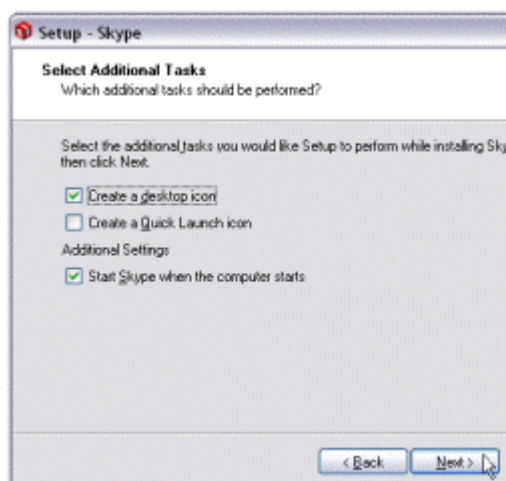 Setup - Skype
Select Additional Tasks
Which additional tasks should be performed?
Select the additional tasks you would like Setup to perform while installing Sky
then click Next.
Create a desktop icon
Create a Quick Launch icon
Additional Settings
Start Skype when the computer starts
< Back Next >